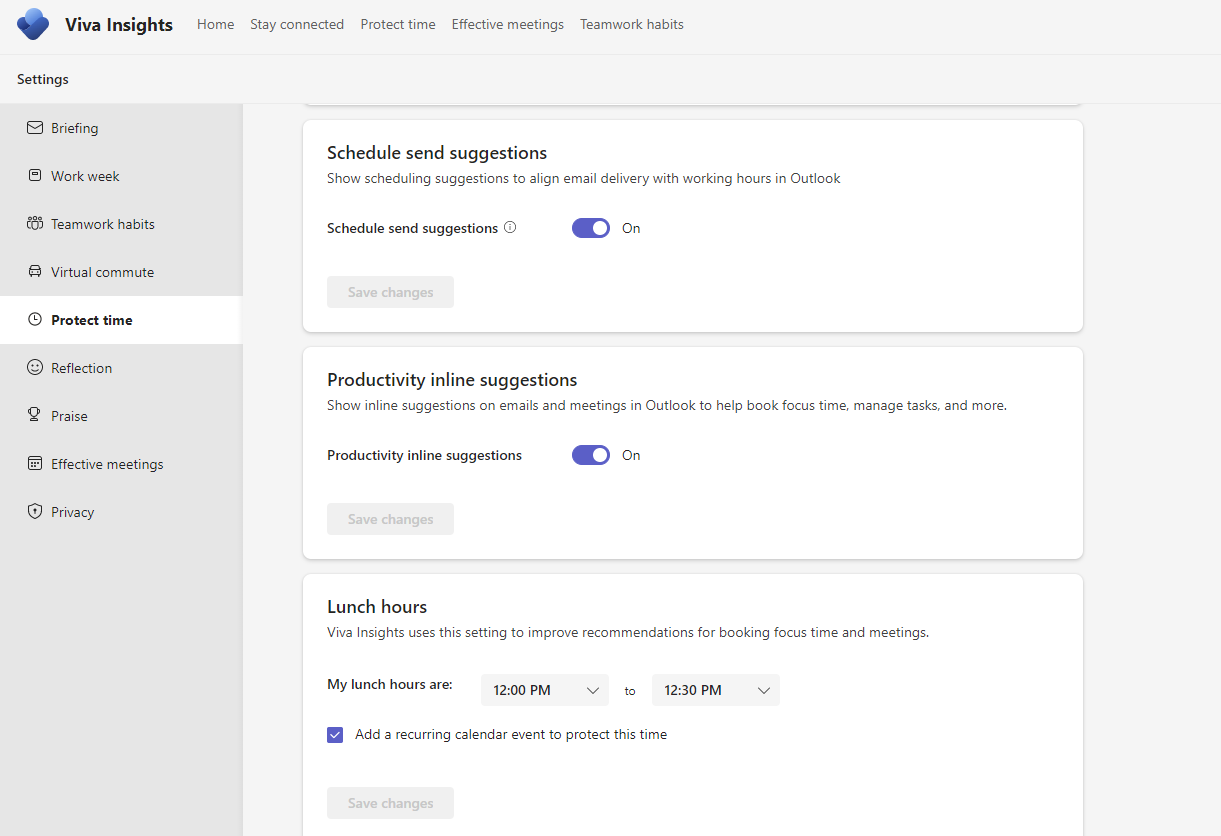 Viva Insights Home Stay connected Protect time Effective meetings Teamwork habits
Settings
Briefing
Work week
Teamwork habits
Virtual commute
Protect time
Reflection
Praise
Effective meetings
Privacy
Schedule send suggestions
Show scheduling suggestions to align email delivery with working hours in Outlook
Schedule send suggestions On
Save changes
Productivity inline suggestions
Show inline suggestions on emails and meetings in Outlook to help book focus time, manage tasks, and more.
Productivity inline suggestions On
Save changes
Lunch hours
Viva Insights uses this setting to improve recommendations for booking focus time and meetings.
My lunch hours are: 12:00 PM to 12:30 PM
Add a recurring calendar event to protect this time
Save changes